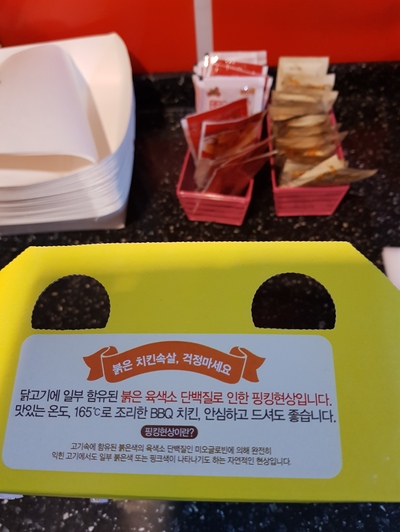 붉은 치킨속살, 걱정마세요
닭고기에 일부 함유된 붉은 육색소 단백질로 인한 핑킹현상입니다.
맛있는 온도, 165℃로 조리한 BBQ 치킨, 안심하고 드셔도 좋습니다.
핑킹현상이란?
고기속에 함유된 붉은색의 육색소 단백질인 미오글로빈에 의해 완전히
익힌 고기에서도 일부 붉은색 또는 핑크색이 나타나기도 하는 자연적인 현상입니다.